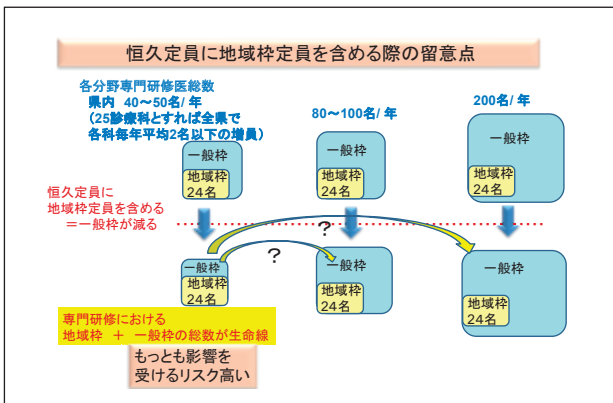 恒久定員に地域枠定員を含める際の留意点
各分野専門研修医総数
県内 40～50名/年
(25診療科とすれば全県で
各科毎年平均2名以下の増員)
80～100名/年
200名/年
一般枠
地域枠
24名
一般枠
地域枠
24名
一般枠
地域枠
24名
恒久定員に
地域枠定員を含める
＝一般枠が減る
?
?
一般枠
地域枠
24名
一般枠
地域枠
24名
一般枠
地域枠
24名
専門研修における
地域枠 ＋ 一般枠の総数が生命線
もっとも影響を
受けるリスク高い